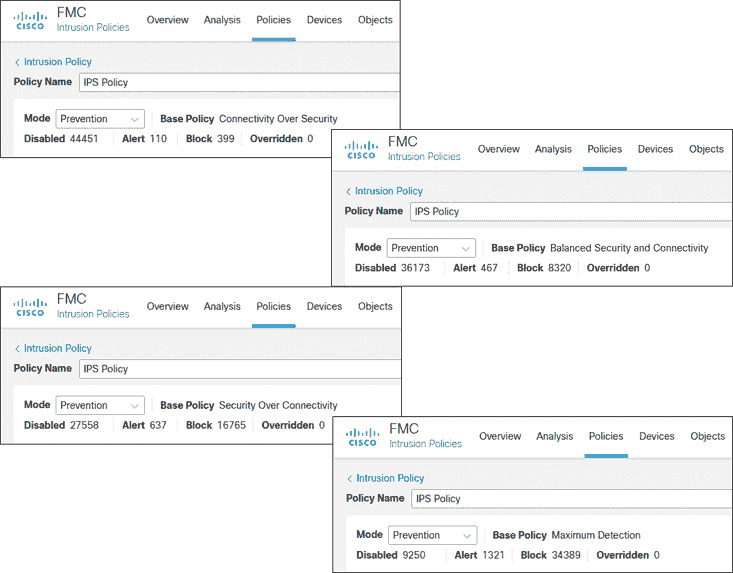 FMC
CISCO Intrusion Policies Overview Analysis Policies Devices Objects
Intrusion Policy
Policy Name IPS Policy
Mode Prevention Base Policy Connectivity Over Security
Disabled 44451 Alert 110 Block 399 Overridden 0
FMC
CISCO Intrusion Policies Overview Analysis Policies Devices Objects
Intrusion Policy
Policy Name IPS Policy
Mode Prevention Base Policy Balanced Security and Connectivity
Disabled 36173 Alert 467 Block 8320 Overridden 0
FMC
CISCO Intrusion Policies Overview Analysis Policies Devices Objects
Intrusion Policy
Policy Name IPS Policy
Mode Prevention Base Policy Security Over Connectivity
Disabled 27558 Alert 637 Block 16765 Overridden 0
FMC
CISCO Intrusion Policies Overview Analysis Policies Devices Objects
Intrusion Policy
Policy Name IPS Policy
Mode Prevention Base Policy Maximum Detection
Disabled 9250 Alert 1321 Block 34389 Overridden 0